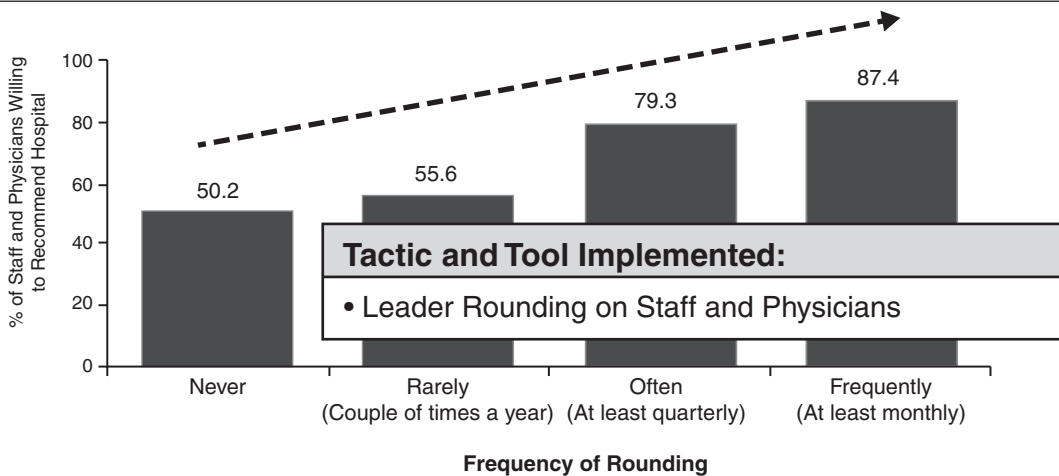 % of Staff and Physicians Willing
to Recommend Hospital
100
80
60
40
20
0
50.2
55.6
79.3
87.4
Tactic and Tool Implemented:
• Leader Rounding on Staff and Physicians
Never
Rarely
(Couple of times a year)
Often
(At least quarterly)
Frequently
(At least monthly)
Frequency of Rounding